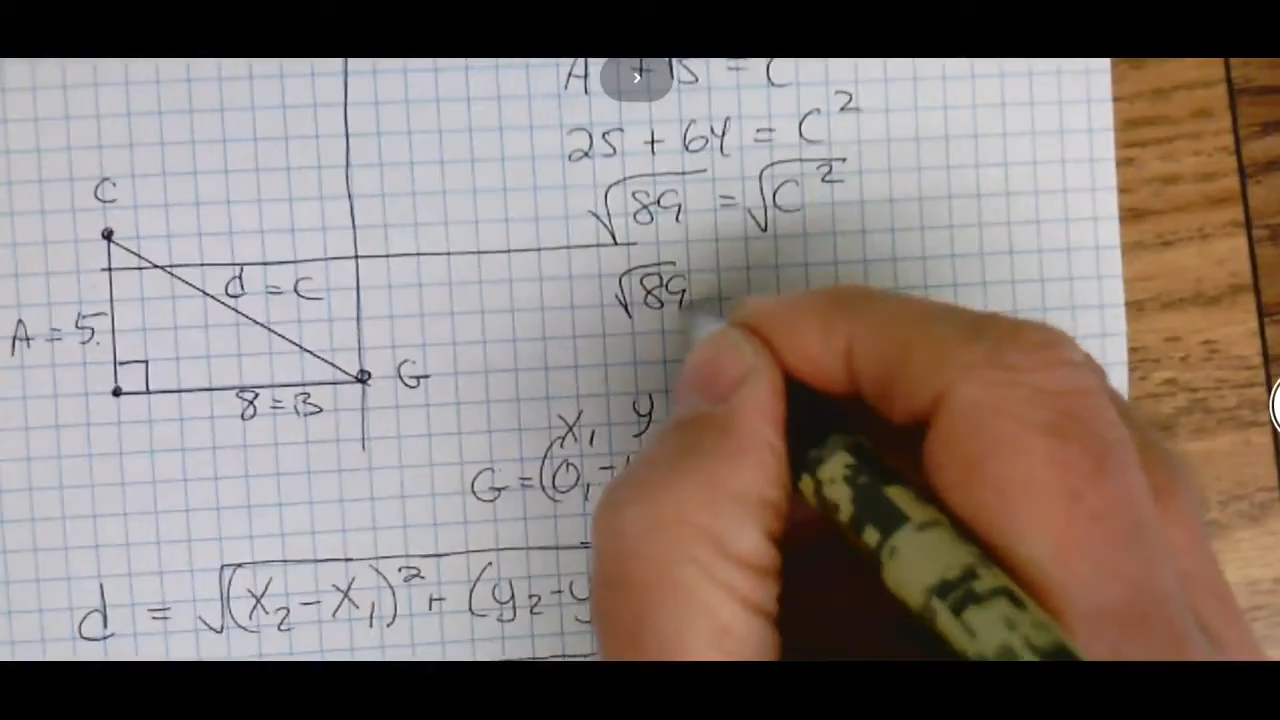 A + B = C
25 + 64 = C²
√89 = √C²
C
d = C
√89
A = 5
G
8 = B
x₁ y
G = (0, -
d = √(x₂ - x₁)² + (y₂ - y